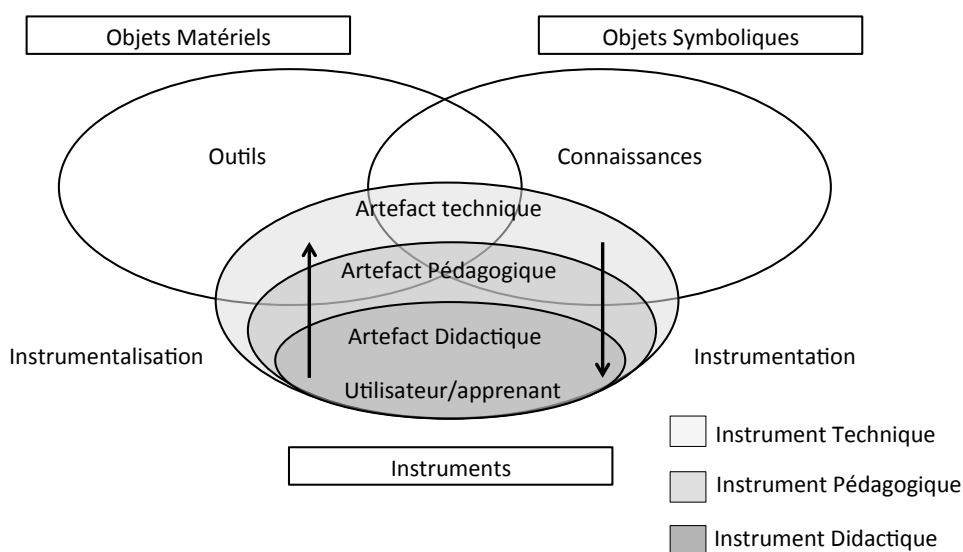 Objets Matériels
Objets Symboliques
Outils
Connaissances
Artefact technique
Artefact Pédagogique
Artefact Didactique
Instrumentalisation
Instrumentation
Utilisateur/apprenant
Instruments
Instrument Technique
Instrument Pédagogique
Instrument Didactique